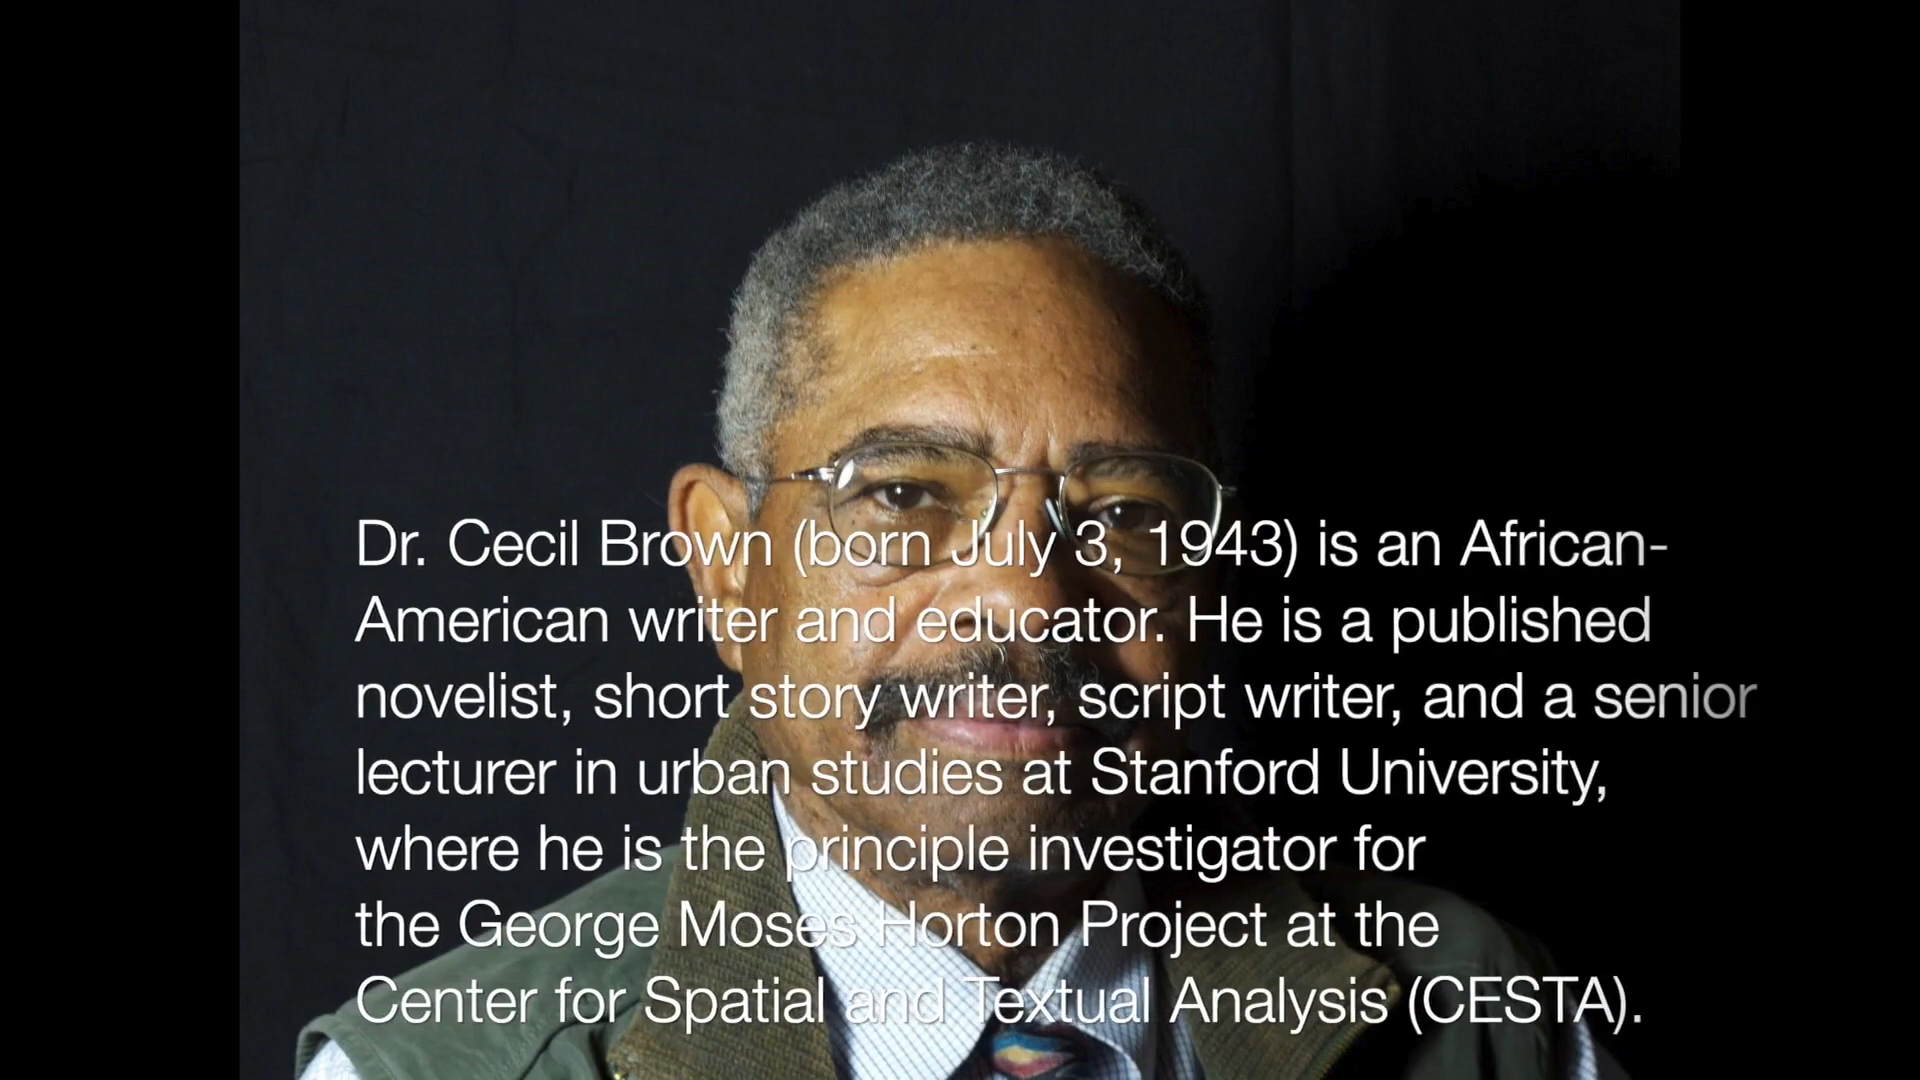 Dr. Cecil Brown (born July 3, 1943) is an African-
American writer and educator. He is a published
novelist, short story writer, script writer, and a senior
lecturer in urban studies at Stanford University,
where he is the principle investigator for
the George Moses Horton Project at the
Center for Spatial and Textual Analysis (CESTA).